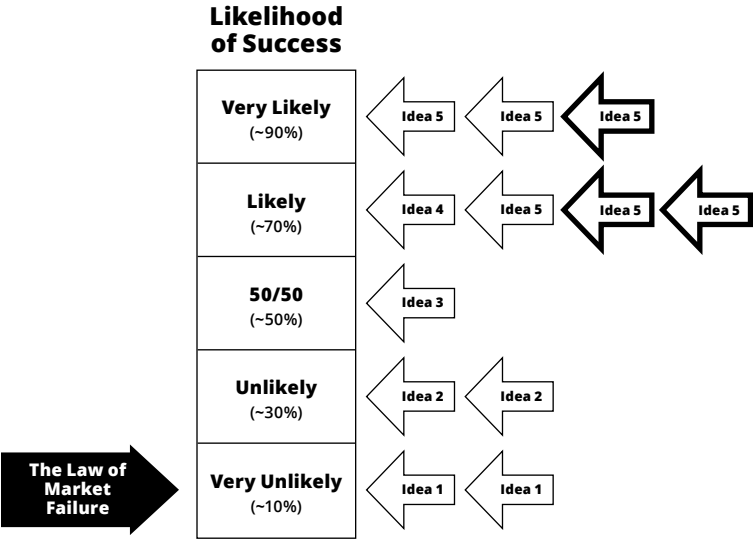 Likelihood
of Success
Very Likely
(~90%)
Idea 5
Idea 5
Idea 5
Likely
(~70%)
Idea 4
Idea 5
Idea 5
Idea 5
50/50
(~50%)
Idea 3
Unlikely
(~30%)
Idea 2
Idea 2
The Law of
Market
Failure
Very Unlikely
(~10%)
Idea 1
Idea 1